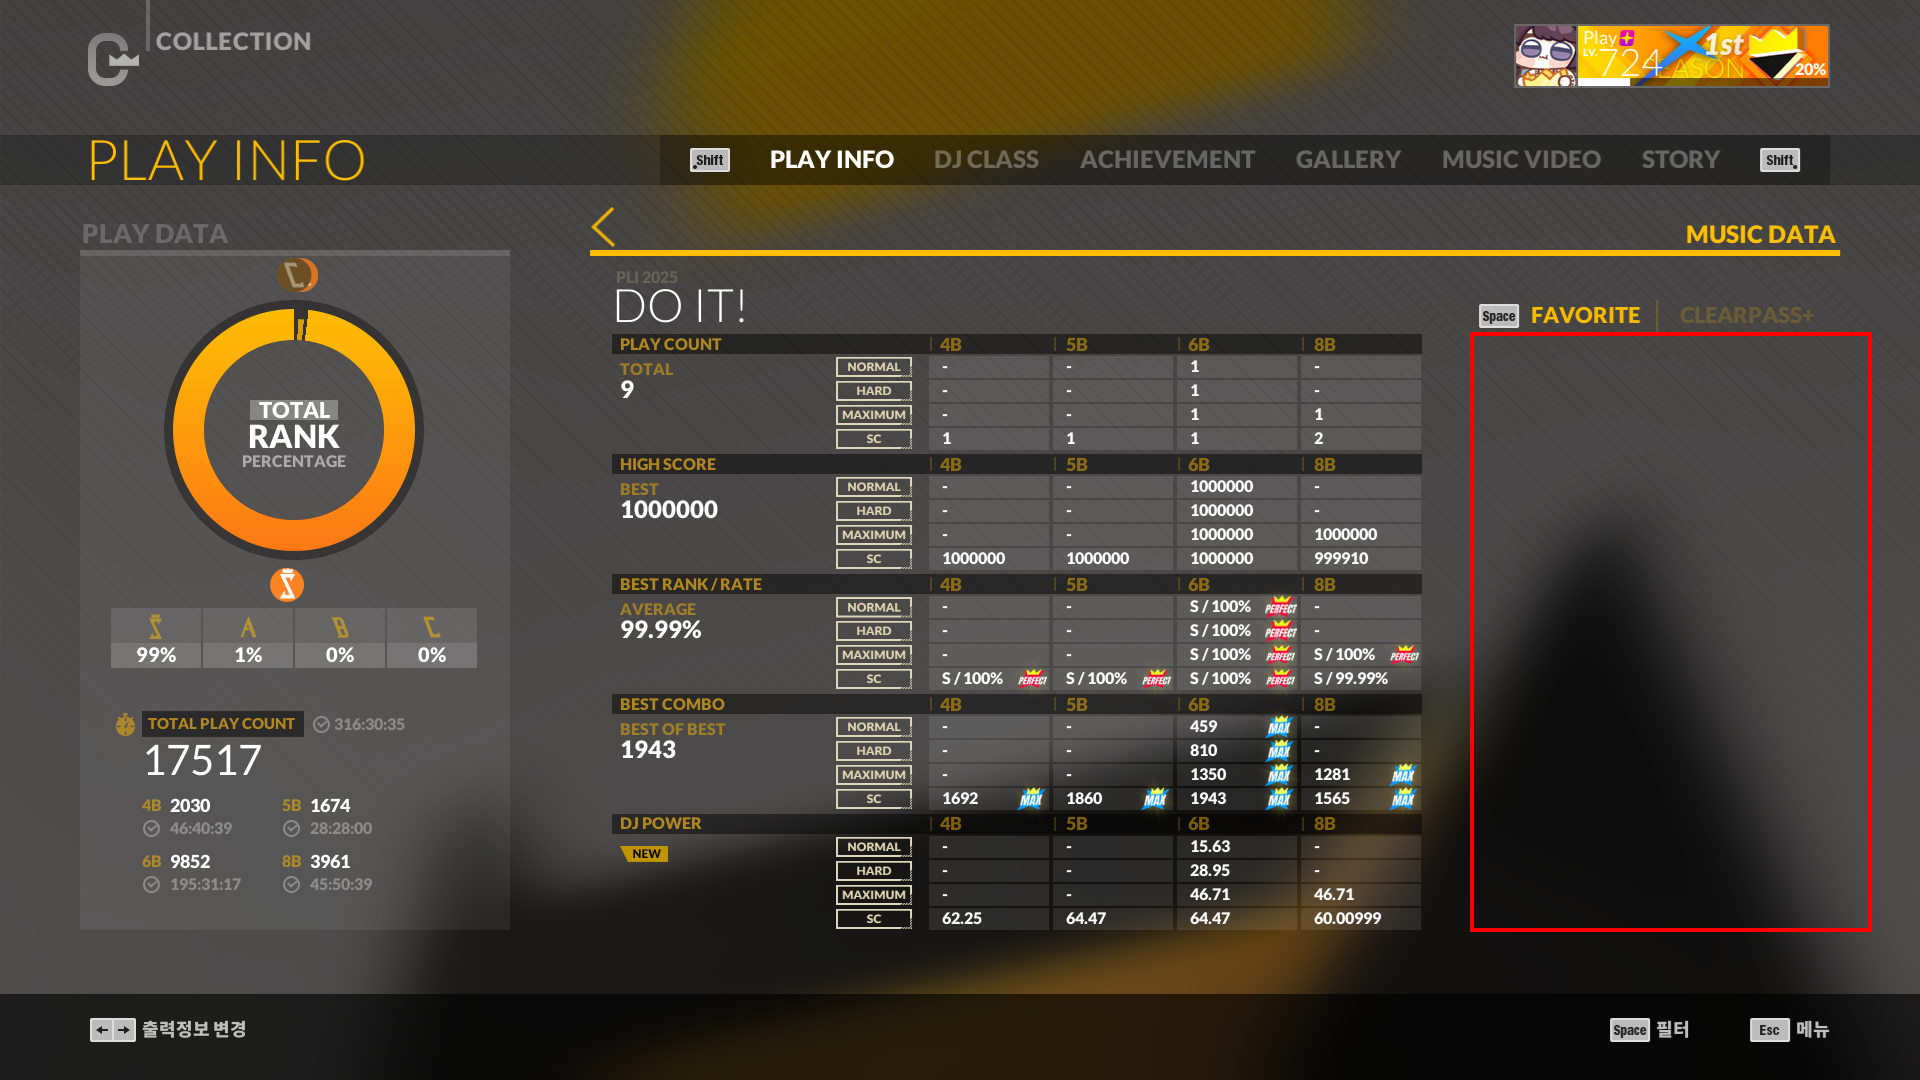 COLLECTION
Play+
LV. 724
1st
SEASON
20%
PLAY INFO
Shift
PLAY INFO
DJ CLASS
ACHIEVEMENT
GALLERY
MUSIC VIDEO
STORY
Shift
PLAY DATA
MUSIC DATA
TOTAL
RANK
PERCENTAGE
S A B C
99% 1% 0% 0%
TOTAL PLAY COUNT 316:30:35
17517
4B 2030 5B 1674
46:40:39 28:28:00
6B 9852 8B 3961
195:31:17 45:50:39
PLI 2025
DO IT!
PLAY COUNT 4B 5B 6B 8B
TOTAL
9
NORMAL - - 1 -
HARD - - 1 -
MAXIMUM - - 1 1
SC 1 1 1 2
HIGH SCORE 4B 5B 6B 8B
BEST
1000000
NORMAL - - 1000000 -
HARD - - 1000000 -
MAXIMUM - - 1000000 1000000
SC 1000000 1000000 1000000 999910
BEST RANK / RATE 4B 5B 6B 8B
AVERAGE
99.99%
NORMAL - - S / 100% PERFECT -
HARD - - S / 100% PERFECT -
MAXIMUM - - S / 100% PERFECT S / 100% PERFECT
SC S / 100% PERFECT S / 100% PERFECT S / 100% PERFECT S / 99.99%
BEST COMBO 4B 5B 6B 8B
BEST OF BEST
1943
NORMAL - - 459 MAX -
HARD - - 810 MAX -
MAXIMUM - - 1350 MAX 1281 MAX
SC 1692 MAX 1860 MAX 1943 MAX 1565 MAX
DJ POWER 4B 5B 6B 8B
NEW
NORMAL - - 15.63 -
HARD - - 28.95 -
MAXIMUM - - 46.71 46.71
SC 62.25 64.47 64.47 60.00999
Space FAVORITE CLEARPASS+
출력정보 변경
Space 필터
Esc 메뉴